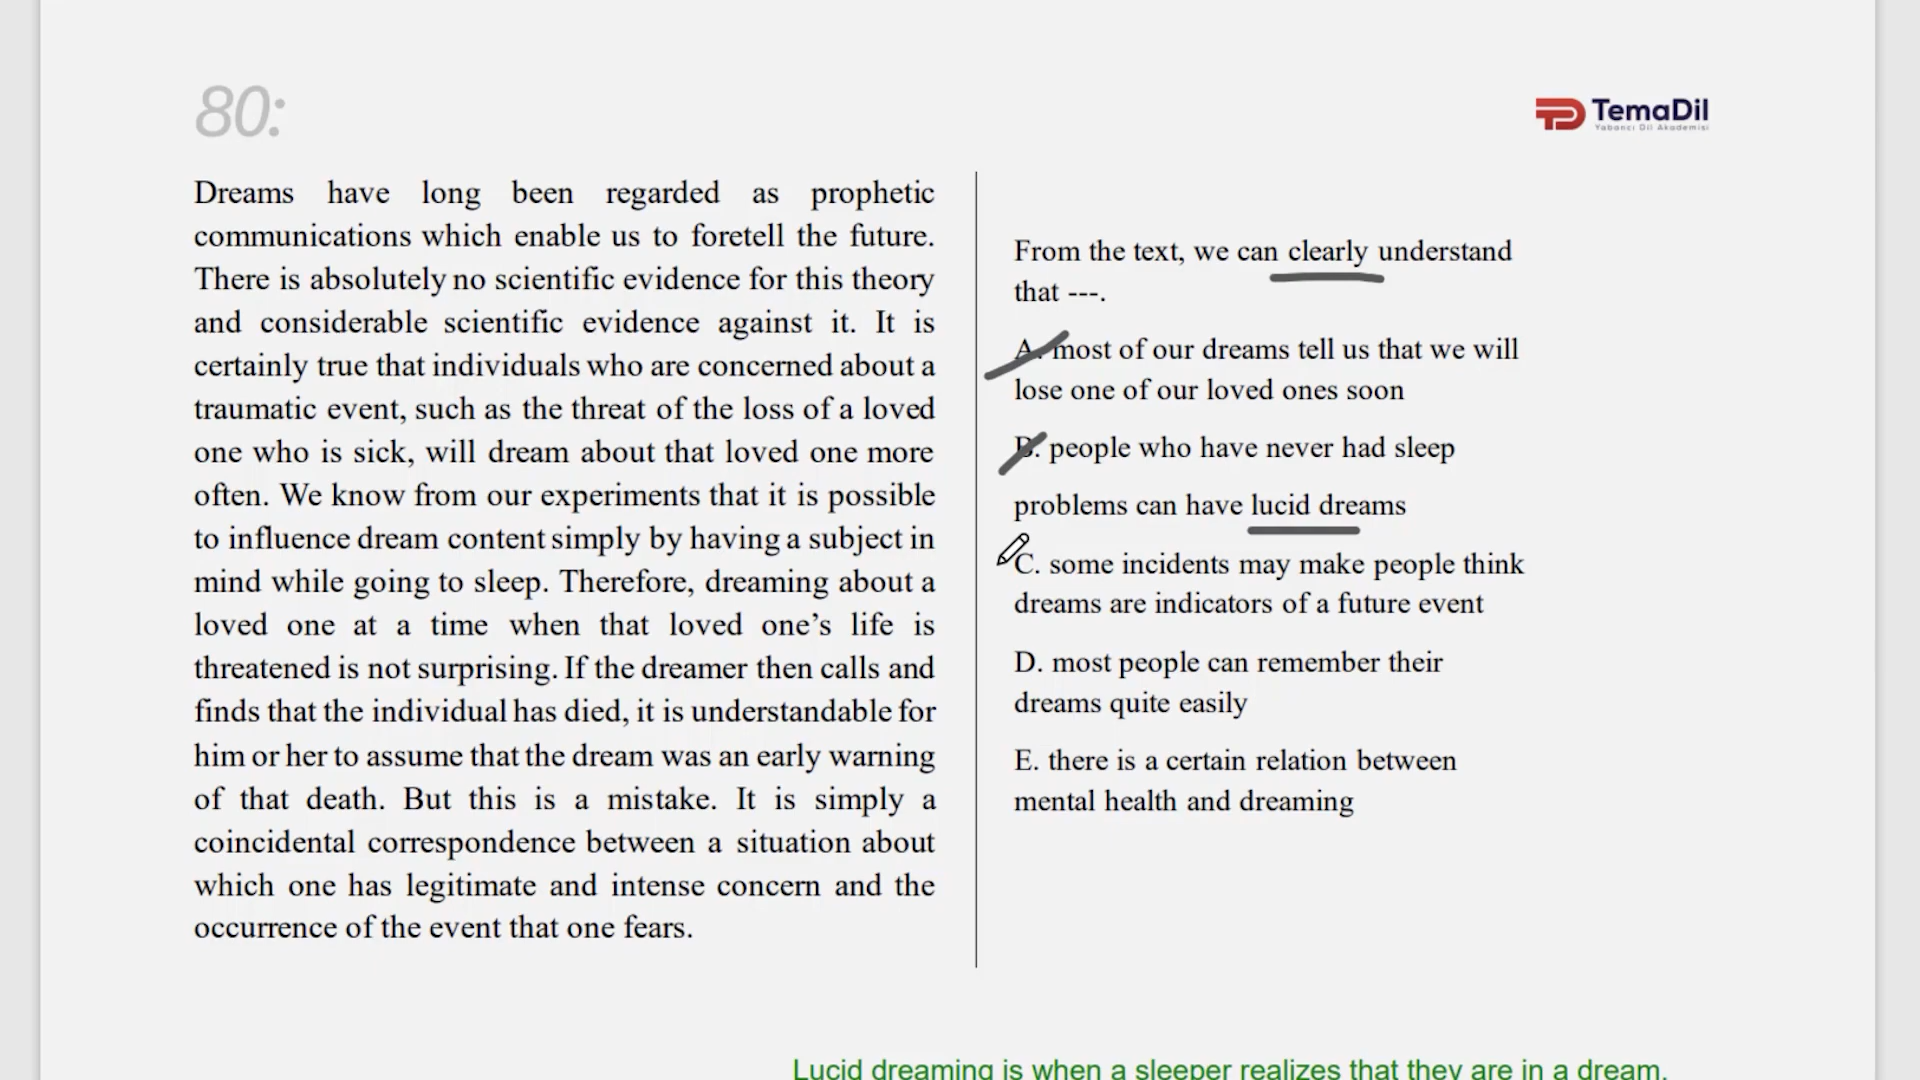 80:
TemaDil
Yabancı Dil Akademisi
Dreams have long been regarded as prophetic
communications which enable us to foretell the future.
There is absolutely no scientific evidence for this theory
and considerable scientific evidence against it. It is
certainly true that individuals who are concerned about a
traumatic event, such as the threat of the loss of a loved
one who is sick, will dream about that loved one more
often. We know from our experiments that it is possible
to influence dream content simply by having a subject in
mind while going to sleep. Therefore, dreaming about a
loved one at a time when that loved one’s life is
threatened is not surprising. If the dreamer then calls and
finds that the individual has died, it is understandable for
him or her to assume that the dream was an early warning
of that death. But this is a mistake. It is simply a
coincidental correspondence between a situation about
which one has legitimate and intense concern and the
occurrence of the event that one fears.
From the text, we can clearly understand
that ---.
A. most of our dreams tell us that we will
lose one of our loved ones soon
B. people who have never had sleep
problems can have lucid dreams
C. some incidents may make people think
dreams are indicators of a future event
D. most people can remember their
dreams quite easily
E. there is a certain relation between
mental health and dreaming
Lucid dreaming is when a sleeper realizes that they are in a dream.